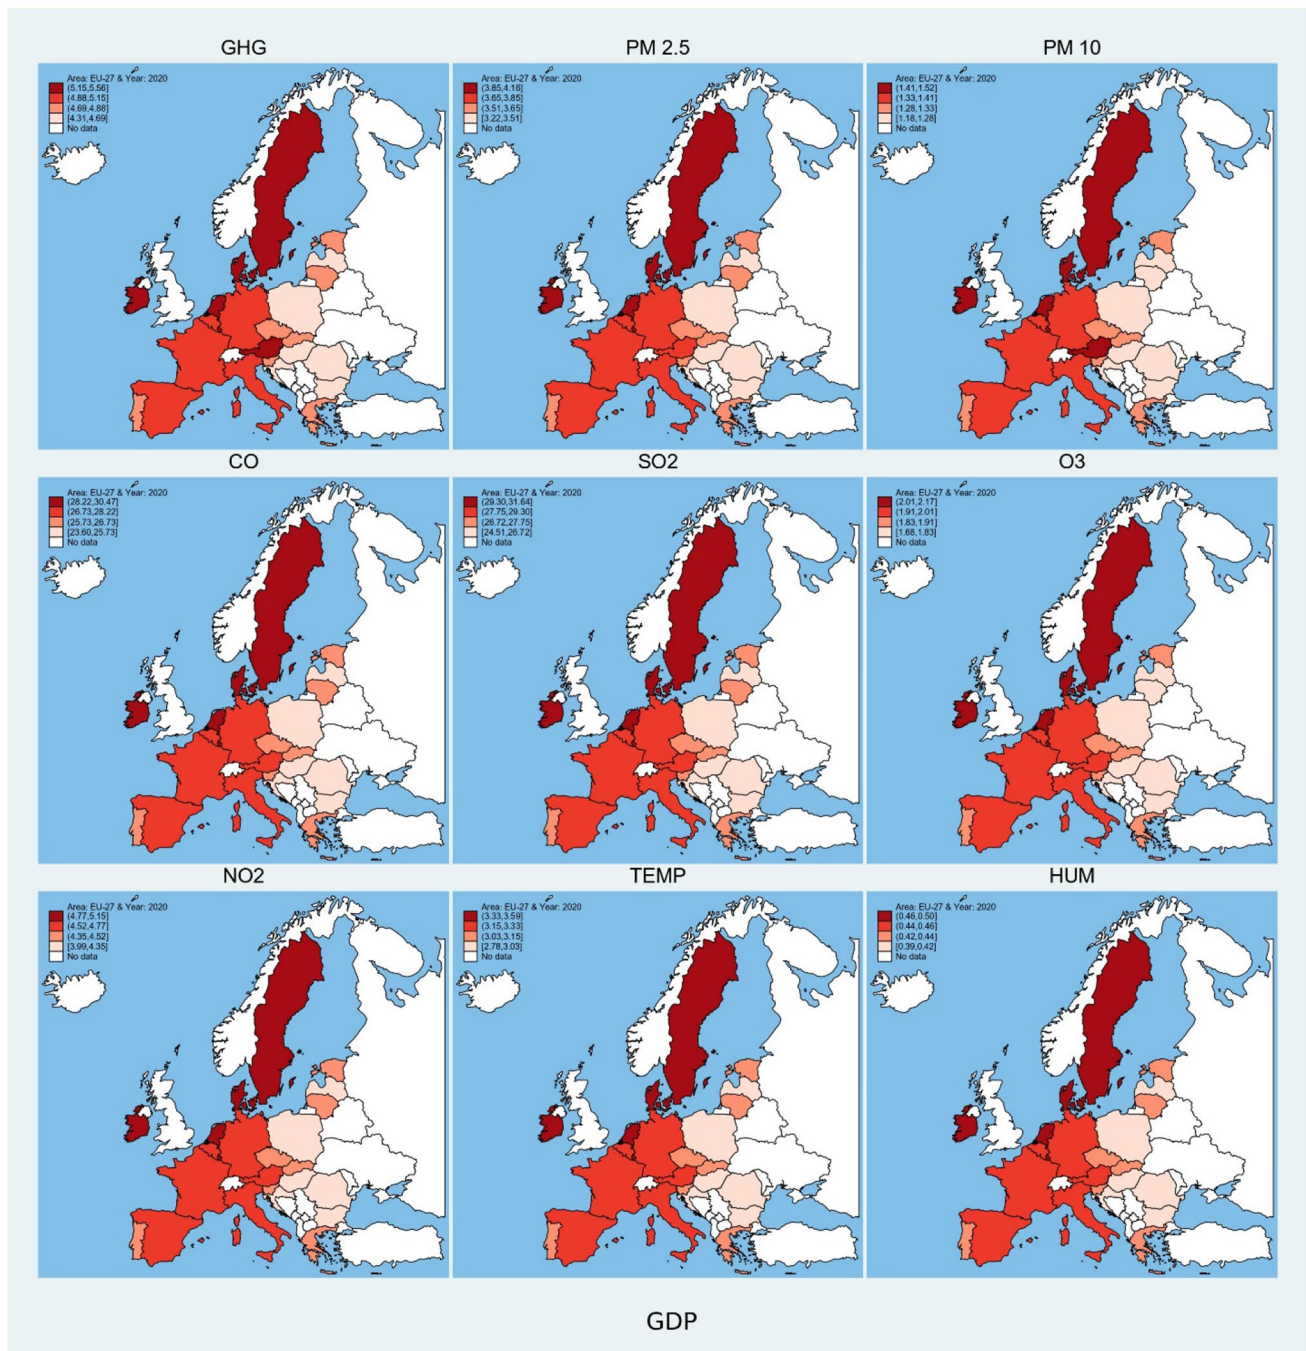 GHG
Area: EU-27 & Year: 2020
(5.15,5.56]
(4.88,5.15]
(4.69,4.88]
[4.31,4.69]
No data
PM 2.5
Area: EU-27 & Year: 2020
(3.85,4.16]
(3.65,3.85]
(3.51,3.65]
[3.22,3.51]
No data
PM 10
Area: EU-27 & Year: 2020
(1.41,1.52]
(1.33,1.41]
(1.28,1.33]
[1.18,1.28]
No data
CO
Area: EU-27 & Year: 2020
(28.22,30.47]
(26.73,28.22]
(25.73,26.73]
[23.60,25.73]
No data
SO2
Area: EU-27 & Year: 2020
(29.30,31.64]
(27.75,29.30]
(26.72,27.75]
[24.51,26.72]
No data
O3
Area: EU-27 & Year: 2020
(2.01,2.17]
(1.91,2.01]
(1.83,1.91]
[1.68,1.83]
No data
NO2
Area: EU-27 & Year: 2020
(4.77,5.15]
(4.52,4.77]
(4.35,4.52]
[3.99,4.35]
No data
TEMP
Area: EU-27 & Year: 2020
(3.33,3.59]
(3.15,3.33]
(3.03,3.15]
[2.78,3.03]
No data
HUM
Area: EU-27 & Year: 2020
(0.46,0.50]
(0.44,0.46]
(0.42,0.44]
[0.39,0.42]
No data
GDP